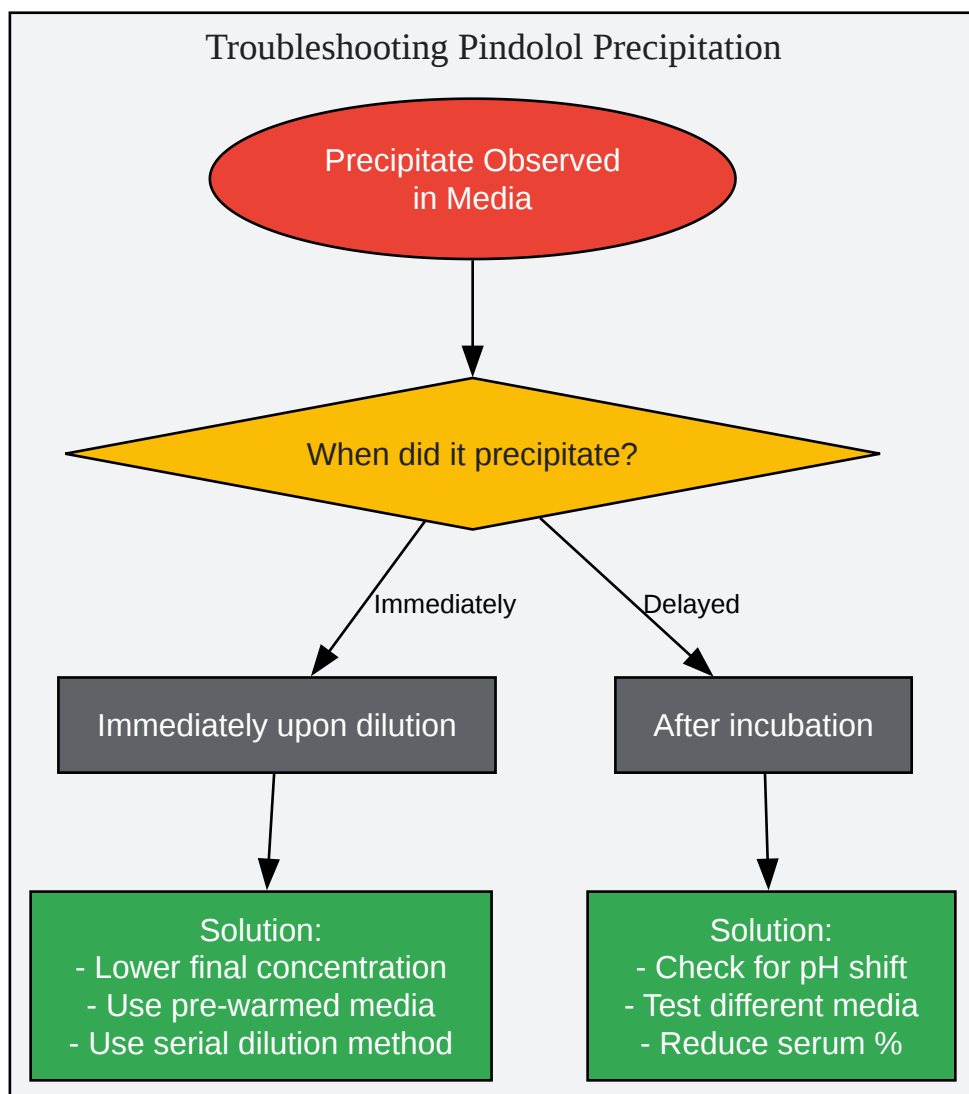 Troubleshooting Pindolol Precipitation
Precipitate Observed
in Media
When did it precipitate?
Immediately
Delayed
Immediately upon dilution
After incubation
Solution:
- Lower final concentration
- Use pre-warmed media
- Use serial dilution method
Solution:
- Check for pH shift
- Test different media
- Reduce serum %